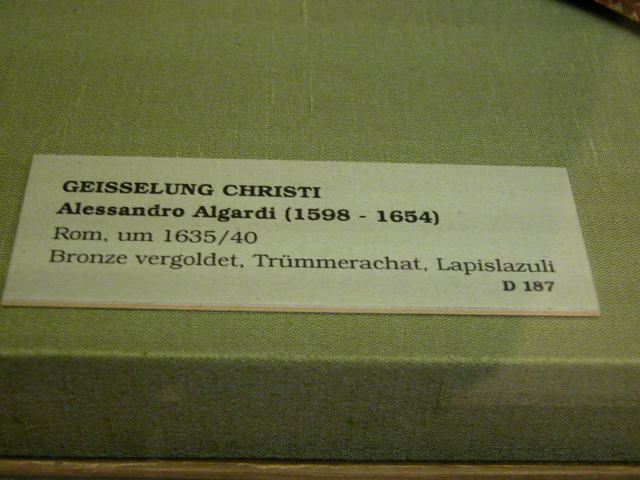 GEISSELUNG CHRISTI
Alessandro Algardi (1598 - 1654)
Rom, um 1635/40
Bronze vergoldet, Trümmerachat, Lapislazuli
D 187